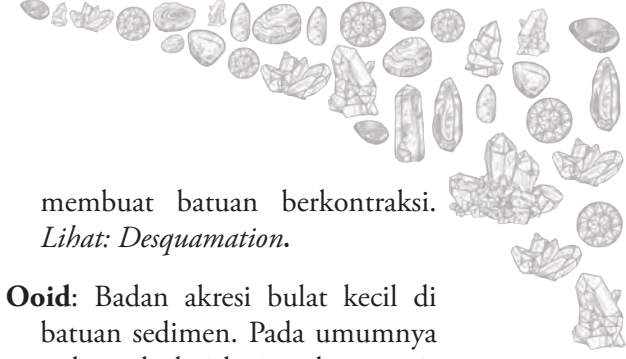 membuat batuan berkontraksi.
Lihat: Desquamation.
Ooid: Badan akresi bulat kecil di
batuan sedimen. Pada umumnya